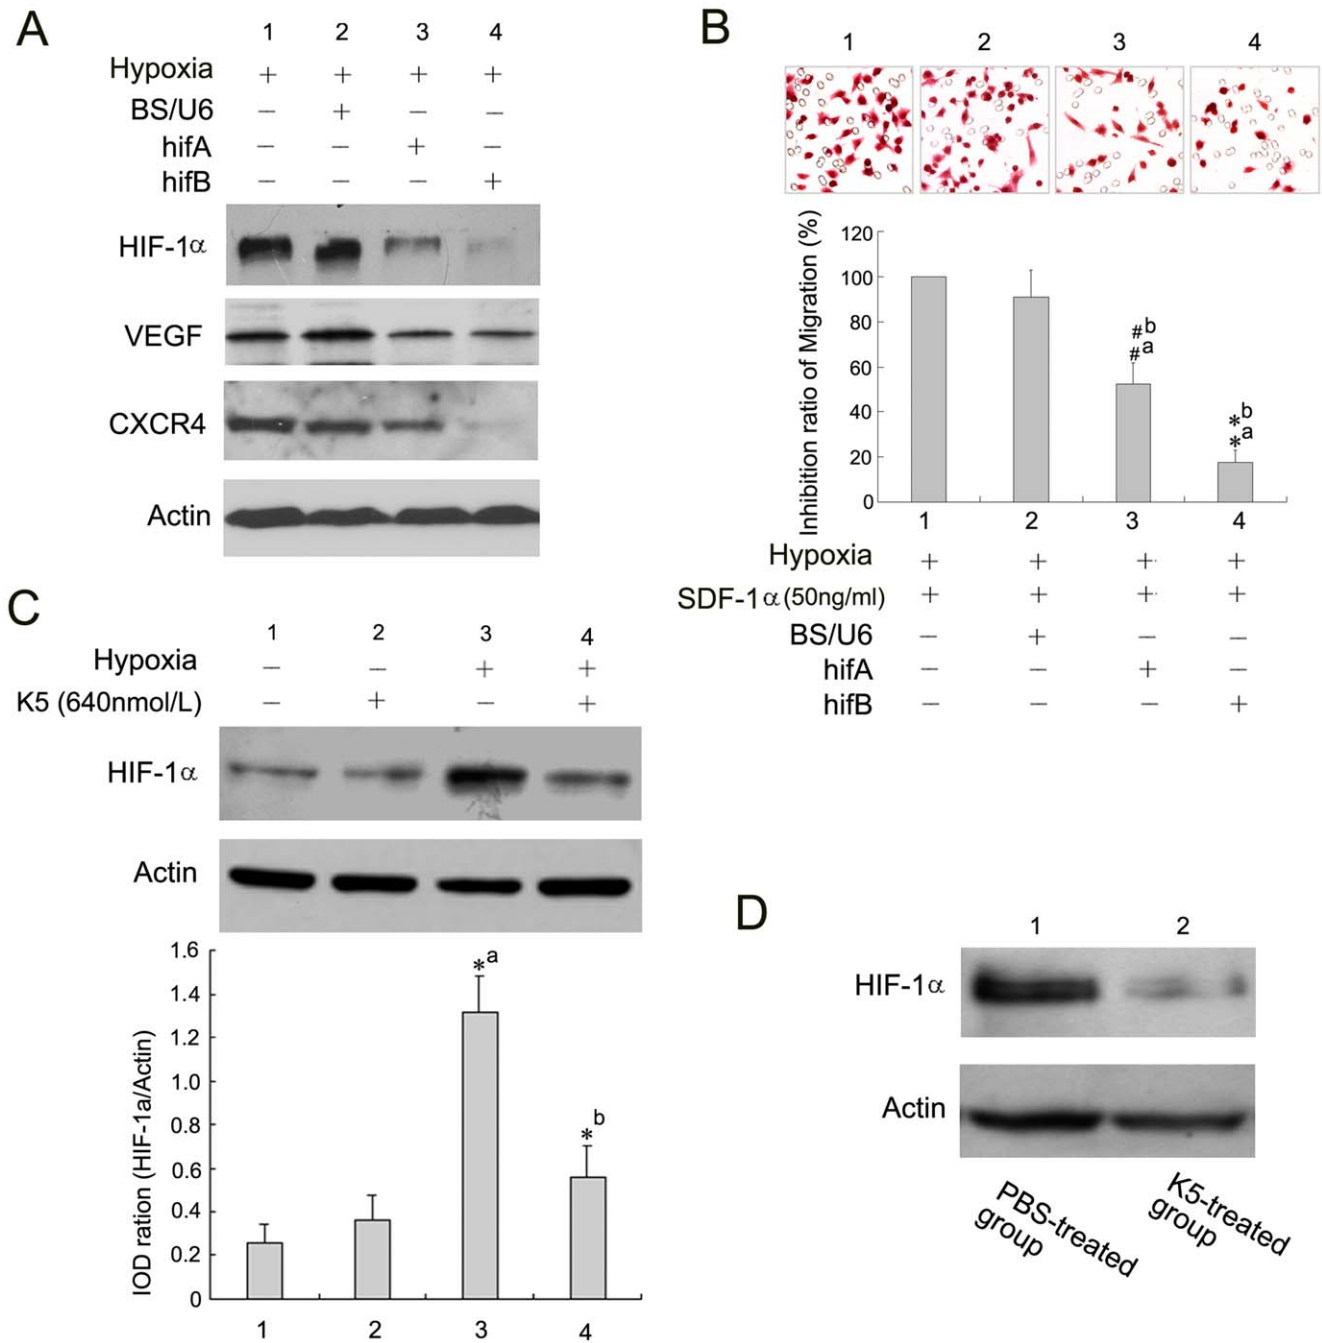 A
1 2 3 4
Hypoxia + + + +
BS/U6 – + – –
hifA – – + –
hifB – – – +
HIF-1α
VEGF
CXCR4
Actin
B
1 2 3 4
Inhibition ratio of Migration (%)
120
100
80
60
40
20
0
#b
#a
*b
*a
1 2 3 4
Hypoxia + + + +
SDF-1α (50ng/ml) + + + +
BS/U6 – + – –
hifA – – + –
hifB – – – +
C
1 2 3 4
Hypoxia – – + +
K5 (640nmol/L) – + – +
HIF-1α
Actin
IOD ration (HIF-1a/Actin)
1.6
1.4
1.2
1.0
0.8
0.6
0.4
0.2
0
*a
*b
1 2 3 4
D
1 2
HIF-1α
Actin
PBS-treated
group
K5-treated
group